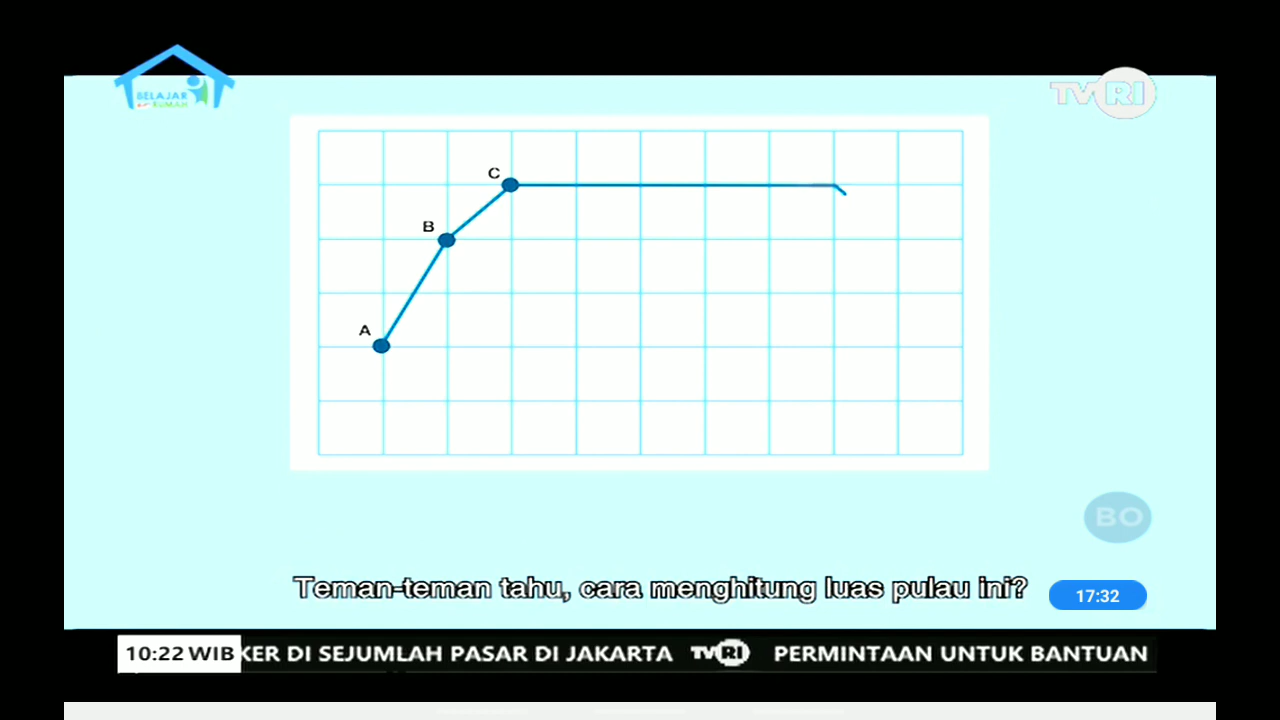 BELAJAR
RUMAH
TVRI
C
B
A
BO
Teman-teman tahu, cara menghitung luas pulau ini?
17:32
10:22 WIB KER DI SEJUMLAH PASAR DI JAKARTA TVRI PERMINTAAN UNTUK BANTUAN